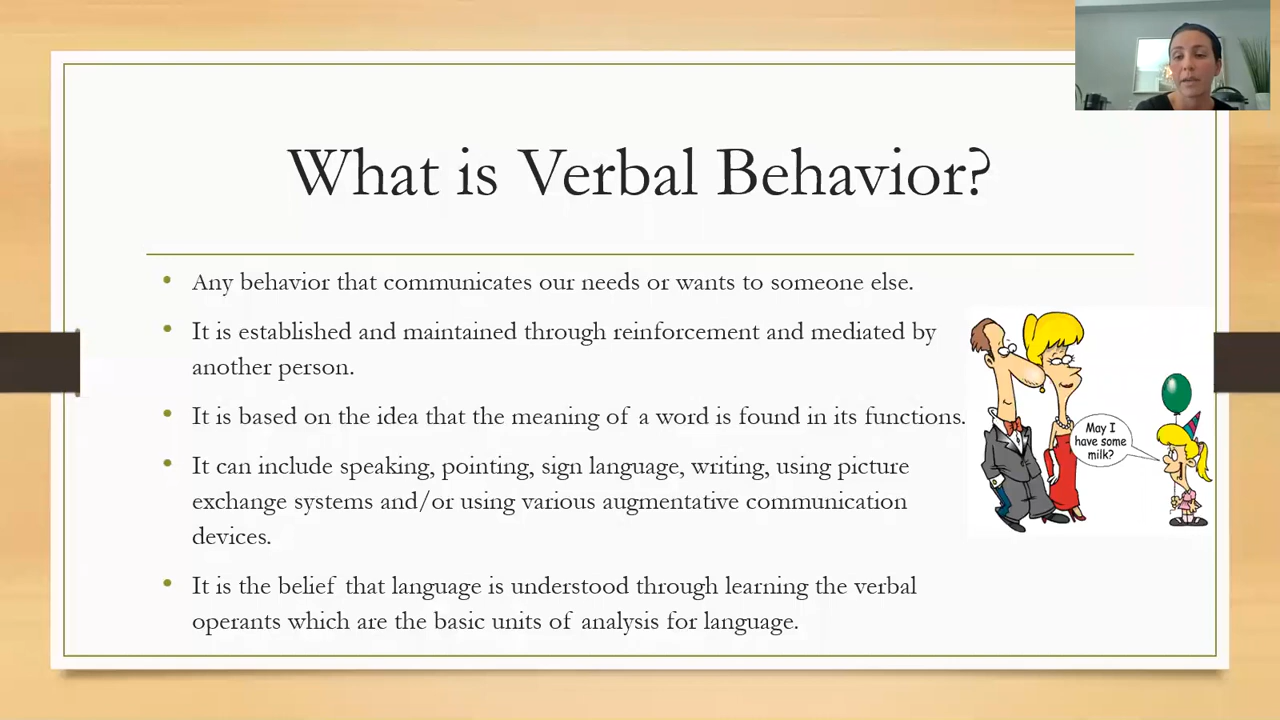 What is Verbal Behavior?
• Any behavior that communicates our needs or wants to someone else.
• It is established and maintained through reinforcement and mediated by
another person.
• It is based on the idea that the meaning of a word is found in its functions.
• It can include speaking, pointing, sign language, writing, using picture
exchange systems and/or using various augmentative communication
devices.
• It is the belief that language is understood through learning the verbal
operants which are the basic units of analysis for language.
May I
have some
milk?